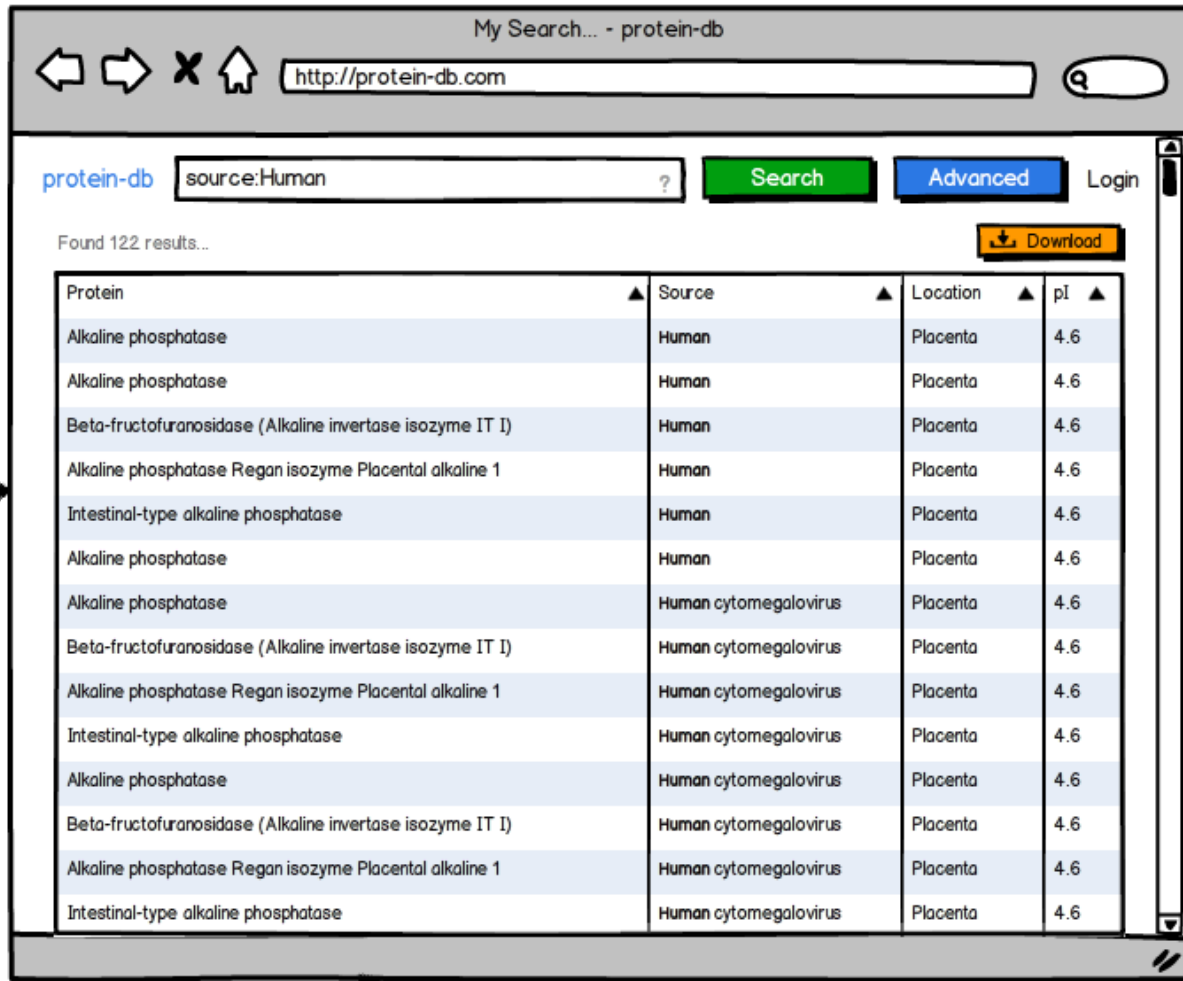 My Search... - protein-db
http://protein-db.com
protein-db source:Human ? Search Advanced Login
Found 122 results... Download
Protein Source Location pI
Alkaline phosphatase Human Placenta 4.6
Alkaline phosphatase Human Placenta 4.6
Beta-fructofuranosidase (Alkaline invertase isozyme IT I) Human Placenta 4.6
Alkaline phosphatase Regan isozyme Placental alkaline 1 Human Placenta 4.6
Intestinal-type alkaline phosphatase Human Placenta 4.6
Alkaline phosphatase Human Placenta 4.6
Alkaline phosphatase Human cytomegalovirus Placenta 4.6
Beta-fructofuranosidase (Alkaline invertase isozyme IT I) Human cytomegalovirus Placenta 4.6
Alkaline phosphatase Regan isozyme Placental alkaline 1 Human cytomegalovirus Placenta 4.6
Intestinal-type alkaline phosphatase Human cytomegalovirus Placenta 4.6
Alkaline phosphatase Human cytomegalovirus Placenta 4.6
Beta-fructofuranosidase (Alkaline invertase isozyme IT I) Human cytomegalovirus Placenta 4.6
Alkaline phosphatase Regan isozyme Placental alkaline 1 Human cytomegalovirus Placenta 4.6
Intestinal-type alkaline phosphatase Human cytomegalovirus Placenta 4.6